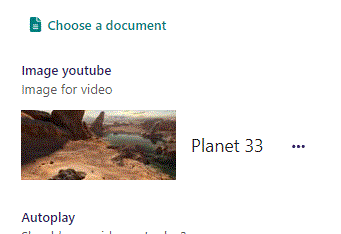 Choose a document
Image youtube
Image for video
Planet 33
Autoplay